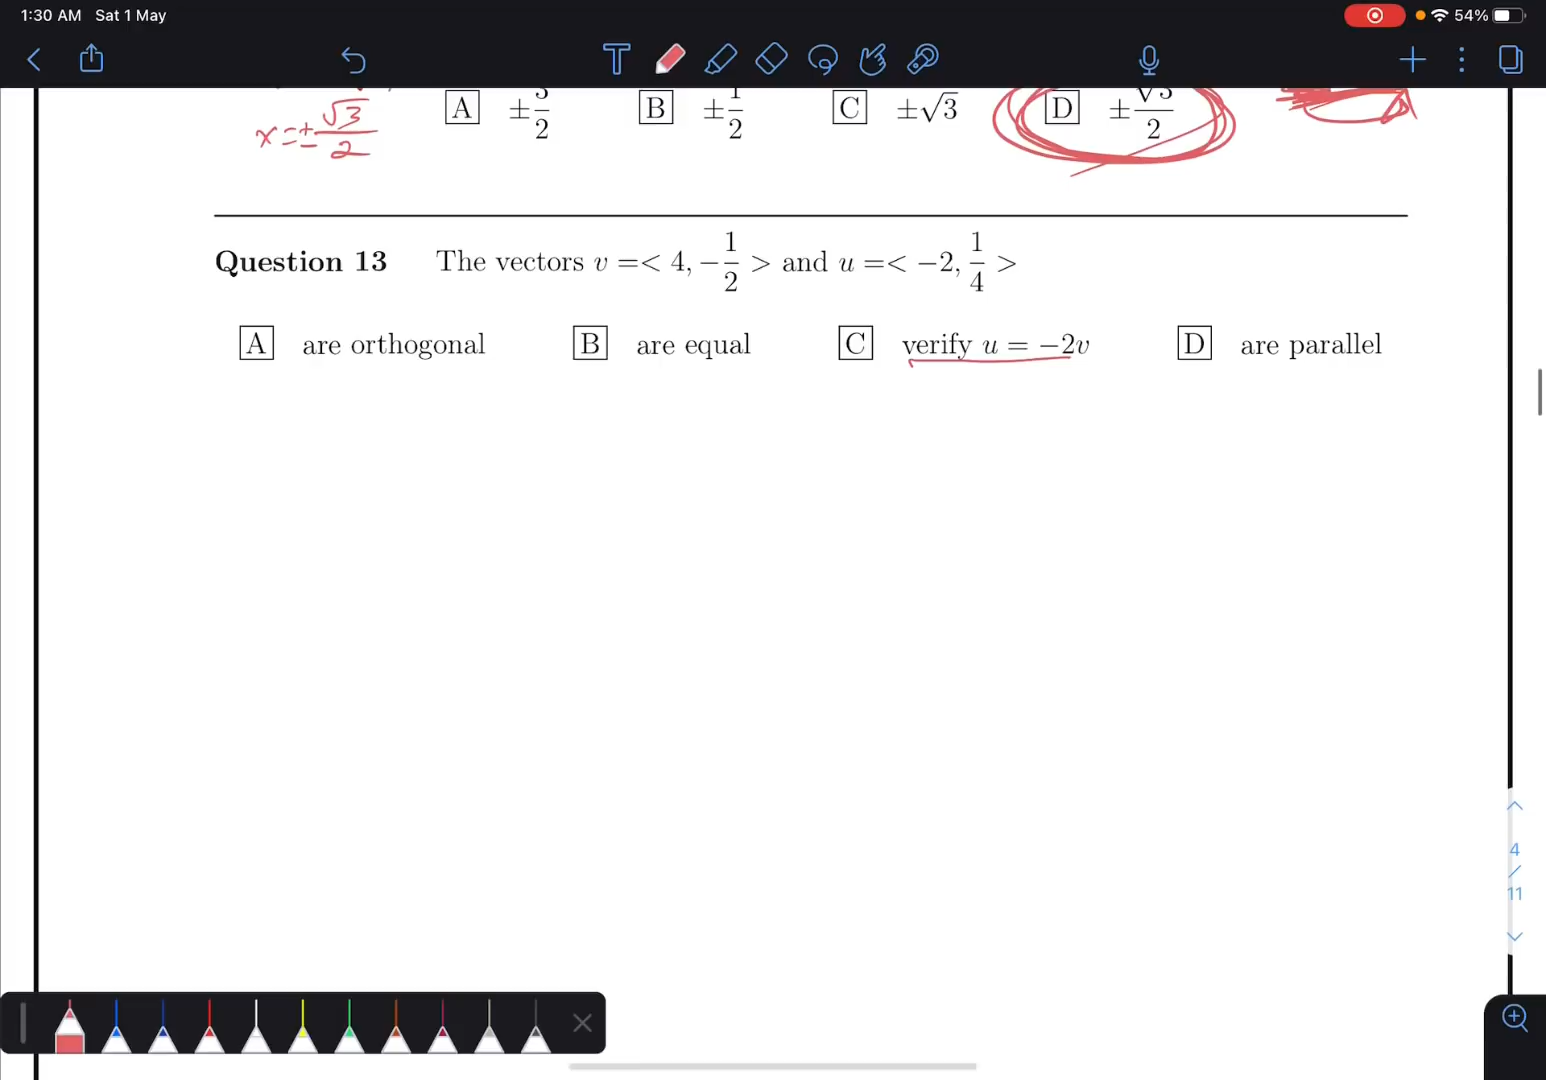 1:30 AM Sat 1 May 54%
T
x = ± √3/2 A ± 3/2 B ± 1/2 C ±√3 D ± √3/2
Question 13 The vectors v =< 4, −1/2 > and u =< −2, 1/4 >
A are orthogonal B are equal C verify u = −2v D are parallel
4
/
11